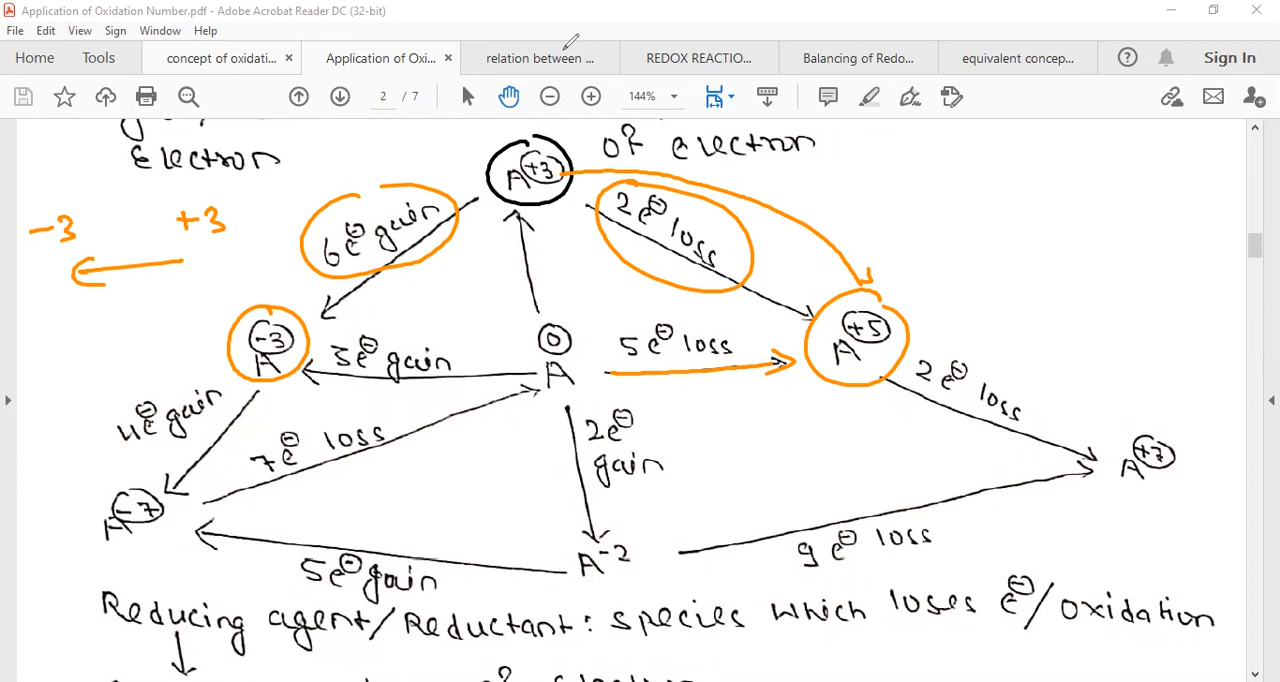 Application of Oxidation Number.pdf - Adobe Acrobat Reader DC (32-bit)
File Edit View Sign Window Help
Home Tools concept of oxidati... Application of Oxi... relation between ... REDOX REACTIO... Balancing of Redo... equivalent concep... Sign In
2 / 7 144%
Electron of electron
A +3
-3 +3
6e⊖ gain 2e⊖ loss
-3 A 3e⊖ gain 0 A 5e⊖ loss A +5
4e⊖ gain 7e⊖ loss 2e⊖ gain 2e⊖ loss
A -7 A +7
5e⊖ gain A-2 9e⊖ loss
Reducing agent/Reductant: species which loses e⊖/oxidation